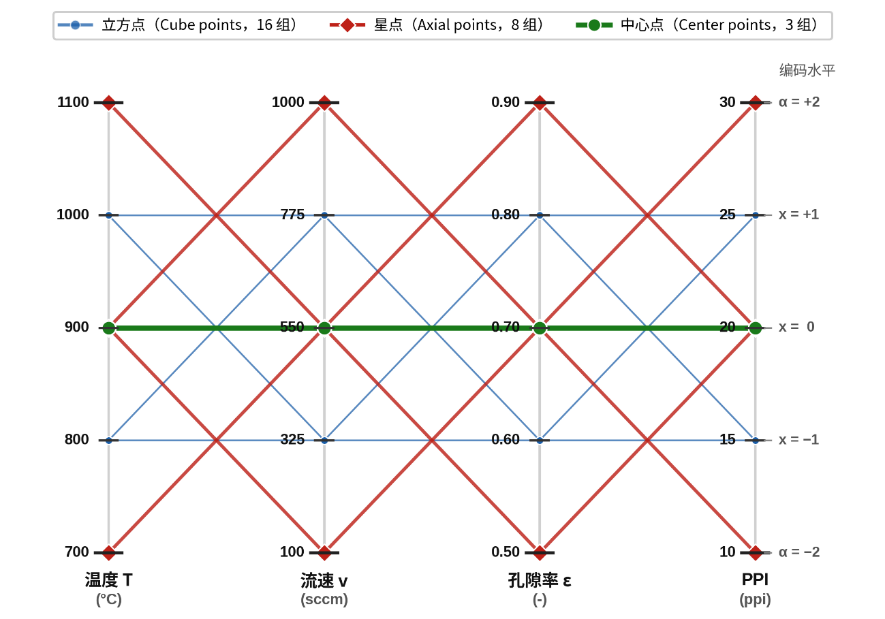 立方点（Cube points，16 组） 星点（Axial points，8 组） 中心点（Center points，3 组）
编码水平
1100 1000 0.90 30 α = +2
1000 775 0.80 25 x = +1
900 550 0.70 20 x = 0
800 325 0.60 15 x = −1
700 100 0.50 10 α = −2
温度 T 流速 v 孔隙率 ε PPI
(°C) (sccm) (-) (ppi)